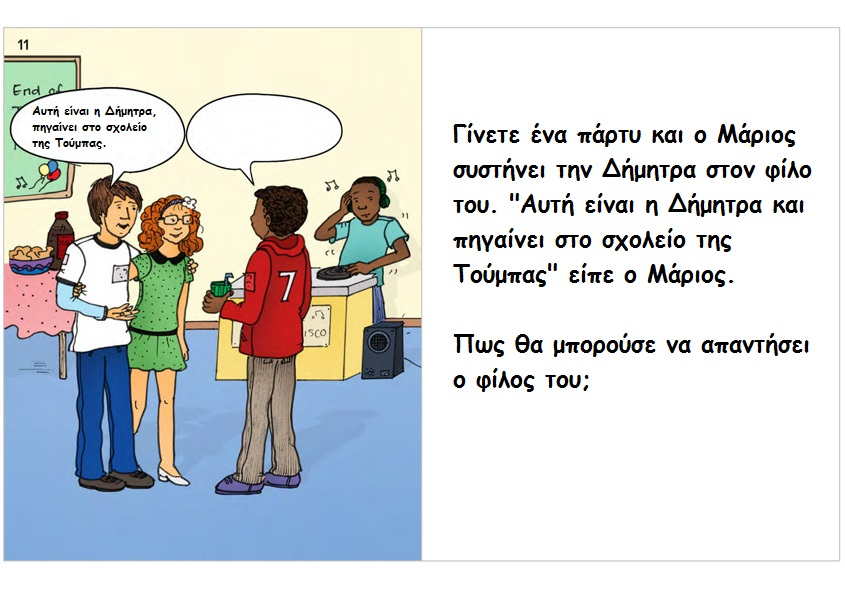 11
End of
Αυτή είναι η Δήμητρα,
πηγαίνει στο σχολείο
της Τούμπας.
7
ISCO
Γίνετε ένα πάρτυ και ο Μάριος
συστήνει την Δήμητρα στον φίλο
του. "Αυτή είναι η Δήμητρα και
πηγαίνει στο σχολείο της
Τούμπας" είπε ο Μάριος.
Πως θα μπορούσε να απαντήσει
ο φίλος του;